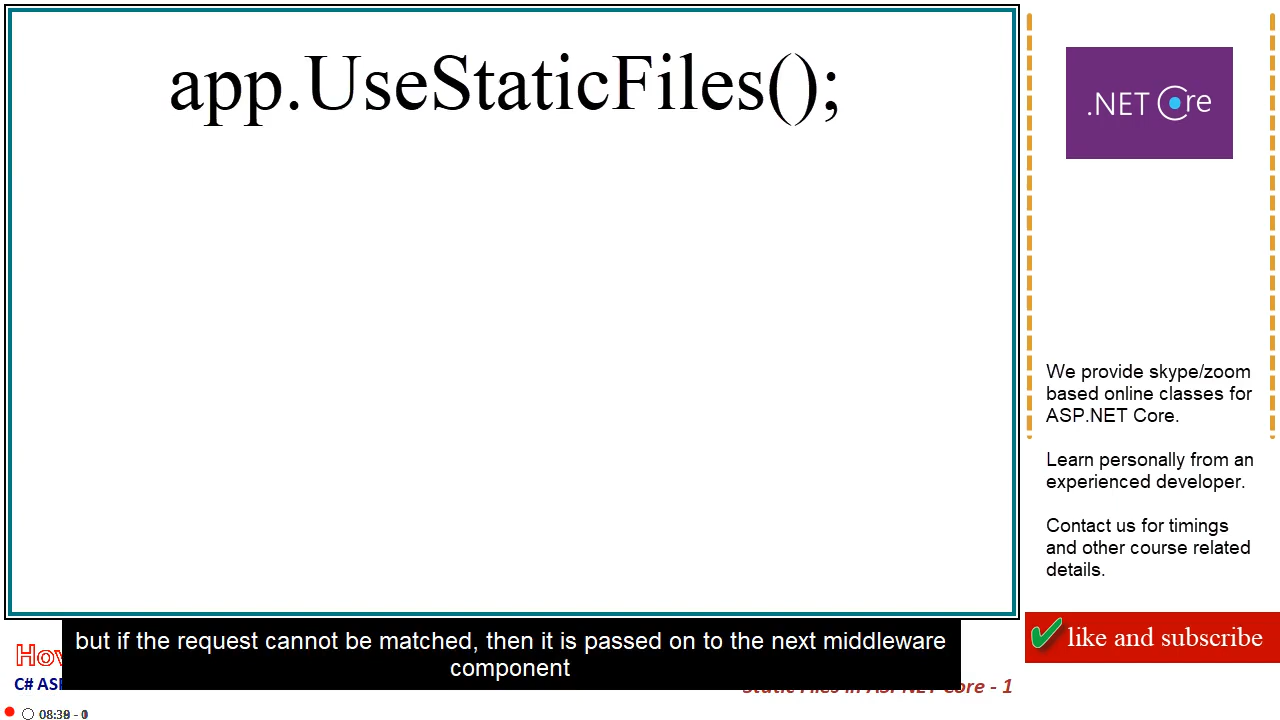 app.UseStaticFiles();
.NET Core
We provide skype/zoom
based online classes for
ASP.NET Core.
Learn personally from an
experienced developer.
Contact us for timings
and other course related
details.
like and subscribe
but if the request cannot be matched, then it is passed on to the next middleware
component
C#
Core - 1